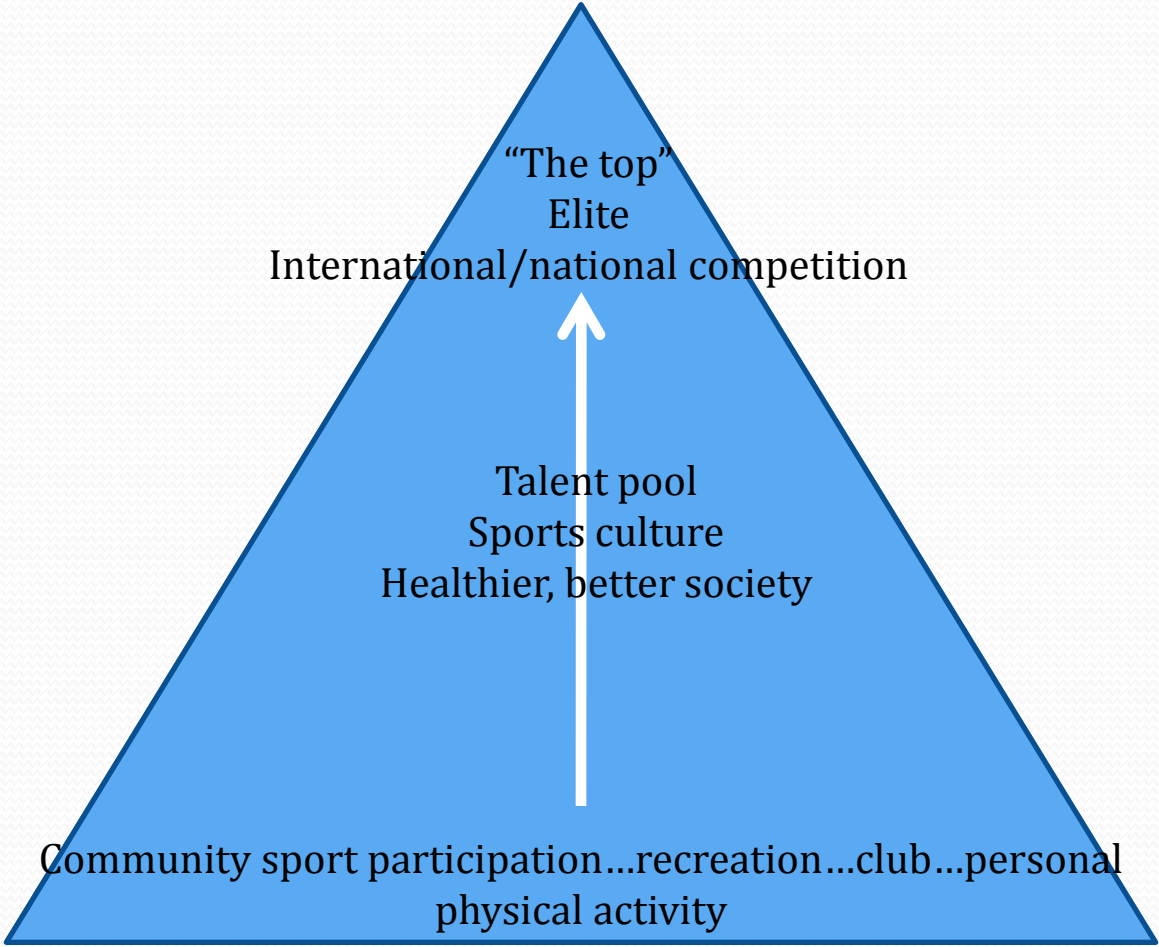 “The top”
Elite
International/national competition
Talent pool
Sports culture
Healthier, better society
Community sport participation…recreation…club…personal
physical activity